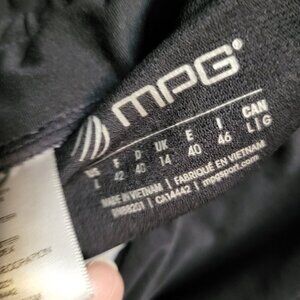 MPG
US E D UK E I CAN
L 42 40 14 40 46 L|G
MADE IN VIETNAM | FABRIQUÉ EN VIETNAM
CA14442 | mpgsport.com